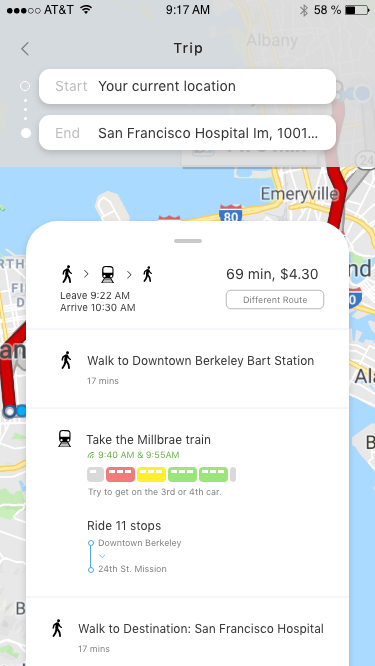 AT&T 9:17 AM 58 %
Trip
Albany
Start Your current location
End San Francisco Hospital Im, 1001...
24
Emeryville
80
69 min, $4.30
Leave 9:22 AM
Arrive 10:30 AM
Different Route
Walk to Downtown Berkeley Bart Station
17 mins
Take the Millbrae train
9:40 AM & 9:55AM
Try to get on the 3rd or 4th car.
Ride 11 stops
Downtown Berkeley
24th St. Mission
Walk to Destination: San Francisco Hospital
17 mins